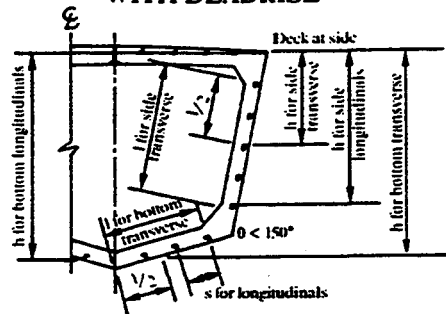 WITH DEADRISE
℄
Deck at side
h for bottom longitudinals
l for side
transverse
l/2
h for side
transverse
h for side
longitudinals
h for bottom transverse
l for bottom
transverse
0 < 150°
l/2
s for longitudinals